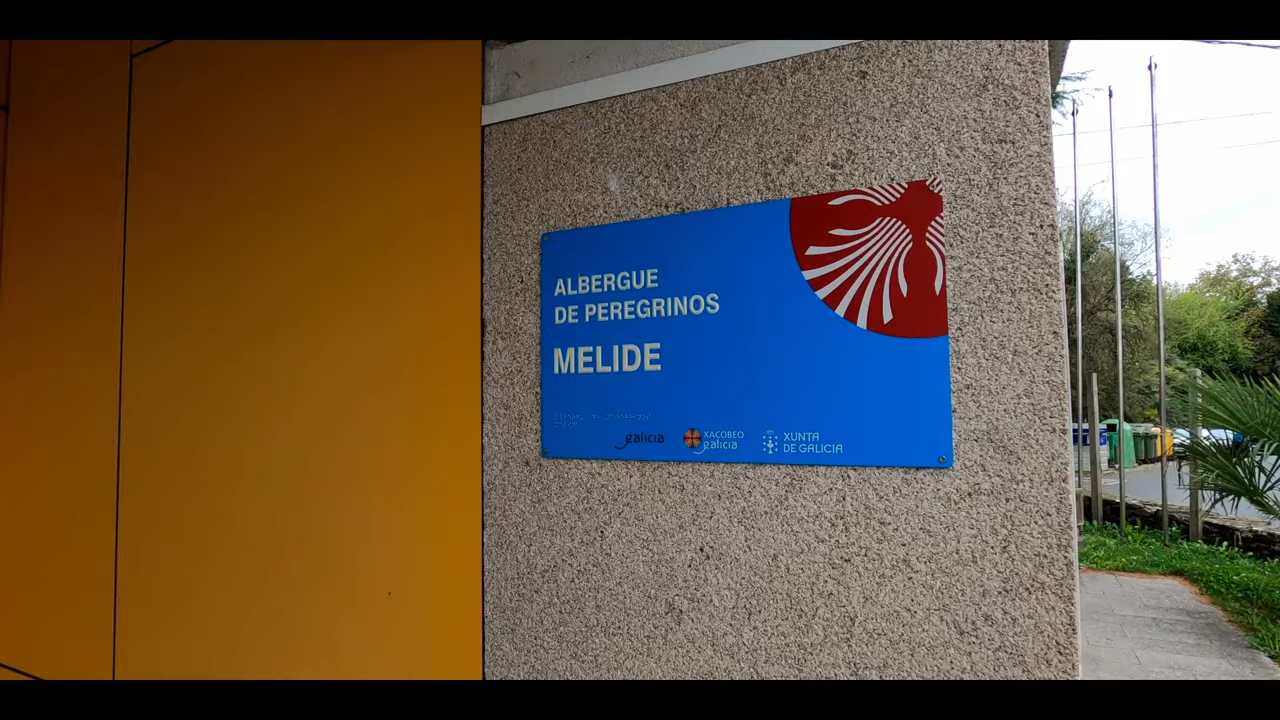 ALBERGUE
DE PEREGRINOS
MELIDE
galicia
XACOBEO
galicia
XUNTA
DE GALICIA